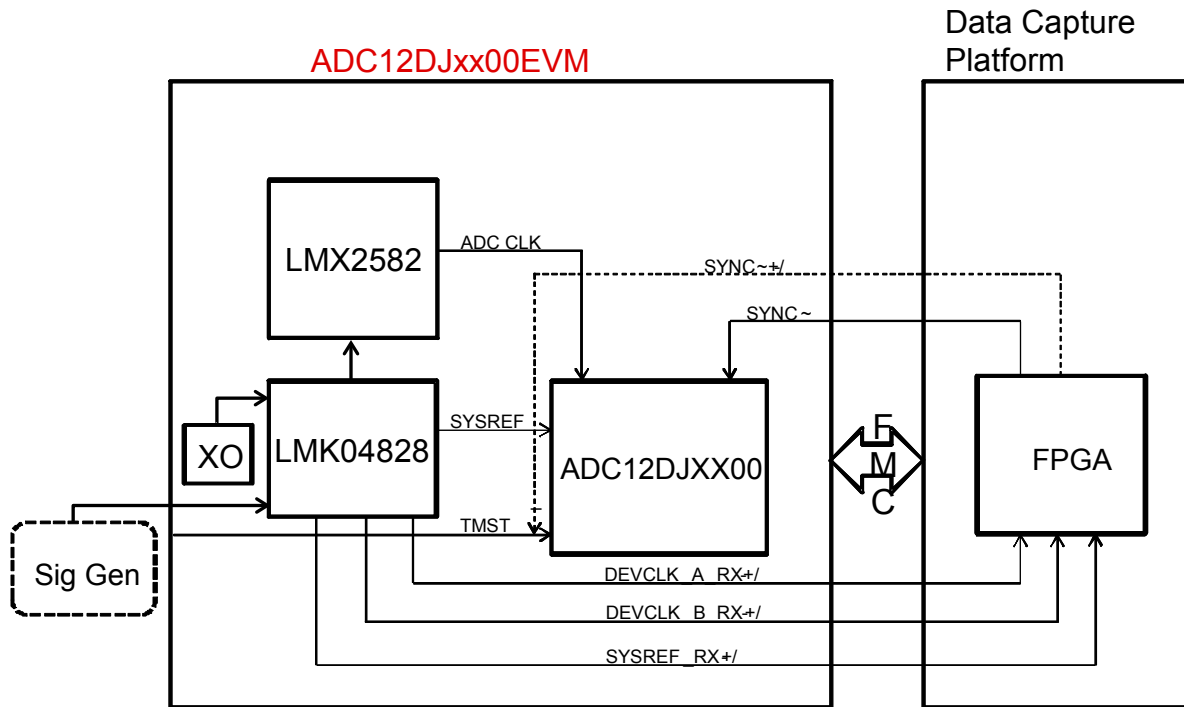 Data Capture
Platform
ADC12DJxx00EVM
LMX2582
ADC CLK
SYNC~+/
SYNC~
SYSREF
XO
LMK04828
ADC12DJXX00
F
M
C
FPGA
TMST
Sig Gen
DEVCLK_A_RX+/
DEVCLK_B_RX+/
SYSREF_RX+/